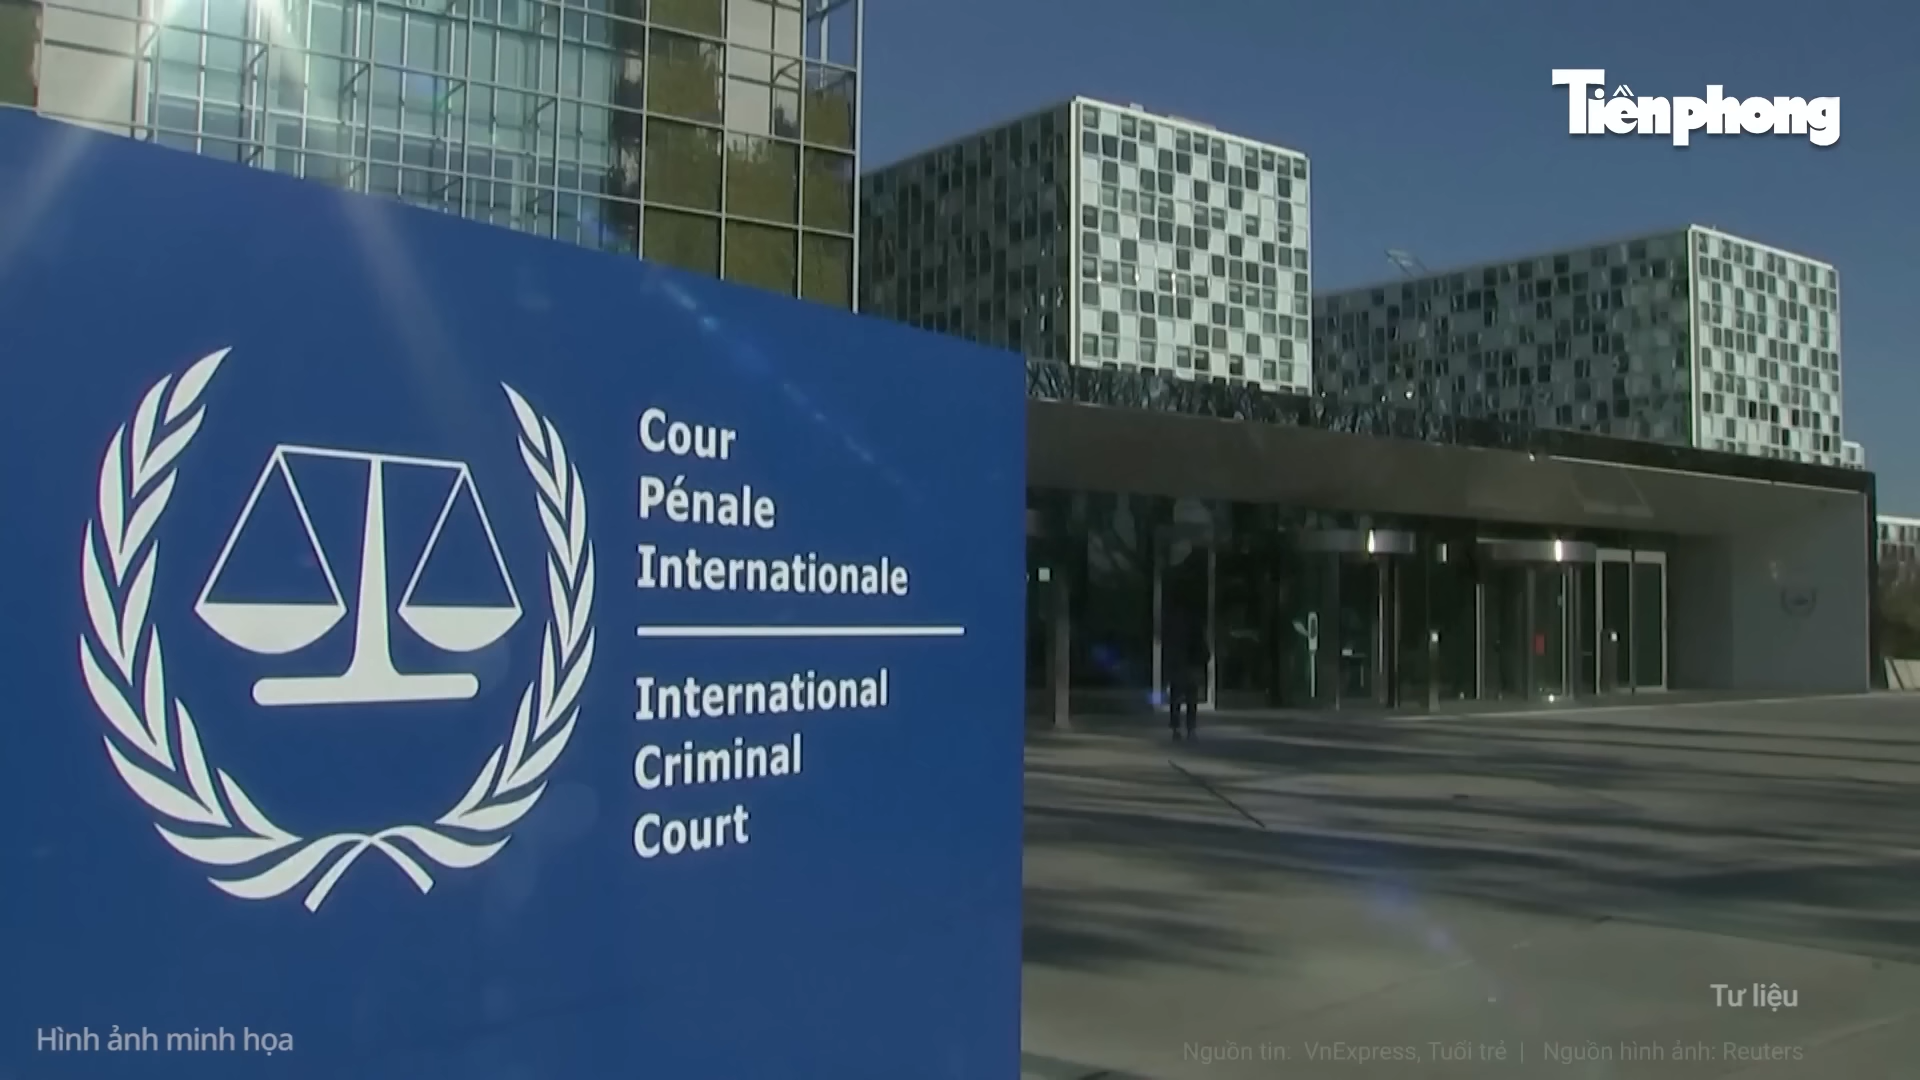 Tiềnphong
Cour
Pénale
Internationale
International
Criminal
Court
Tư liệu
Hình ảnh minh họa
Nguồn tin: VnExpress, Tuổi trẻ | Nguồn hình ảnh: Reuters